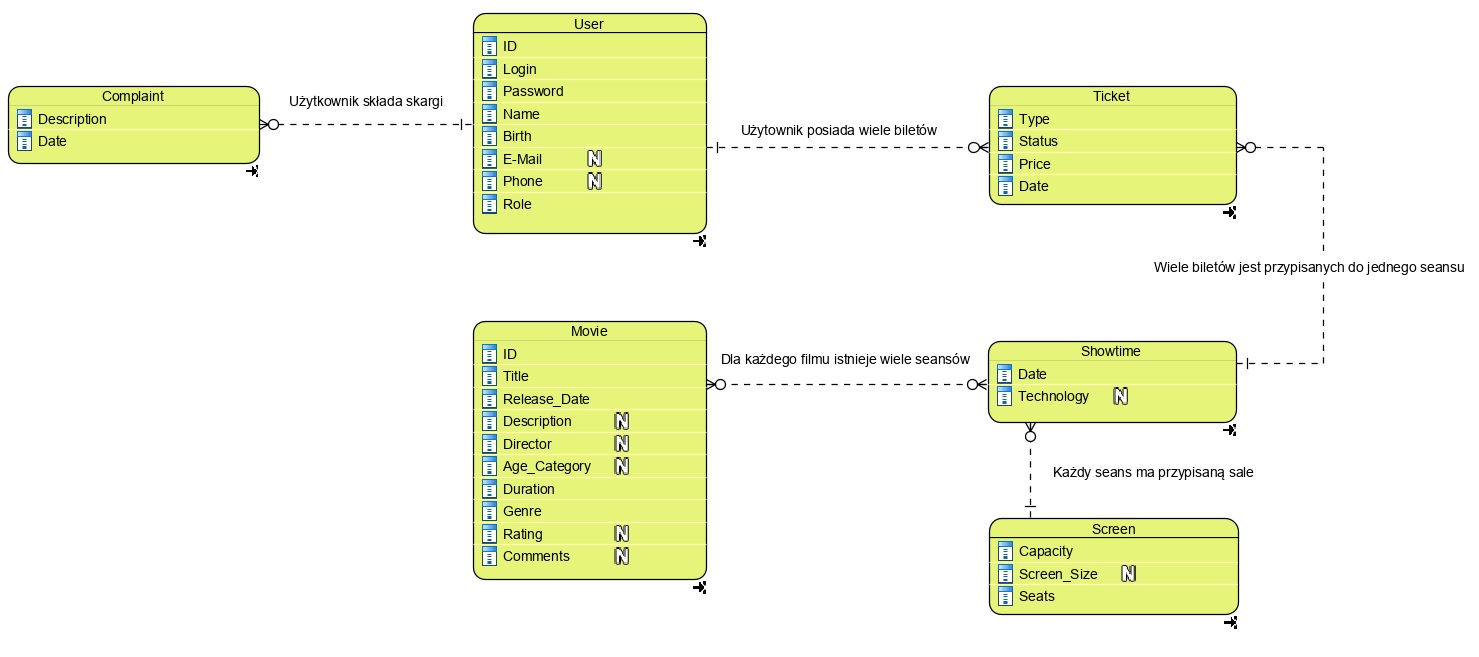 User
ID
Login
Password
Name
Birth
E-Mail N
Phone N
Role
Complaint
Description
Date
Użytkownik składa skargi
Użytownik posiada wiele biletów
Ticket
Type
Status
Price
Date
Wiele biletów jest przypisanych do jednego seansu
Movie
ID
Title
Release_Date
Description N
Director N
Age_Category N
Duration
Genre
Rating N
Comments N
Dla każdego filmu istnieje wiele seansów
Showtime
Date
Technology N
Każdy seans ma przypisaną sale
Screen
Capacity
Screen_Size N
Seats